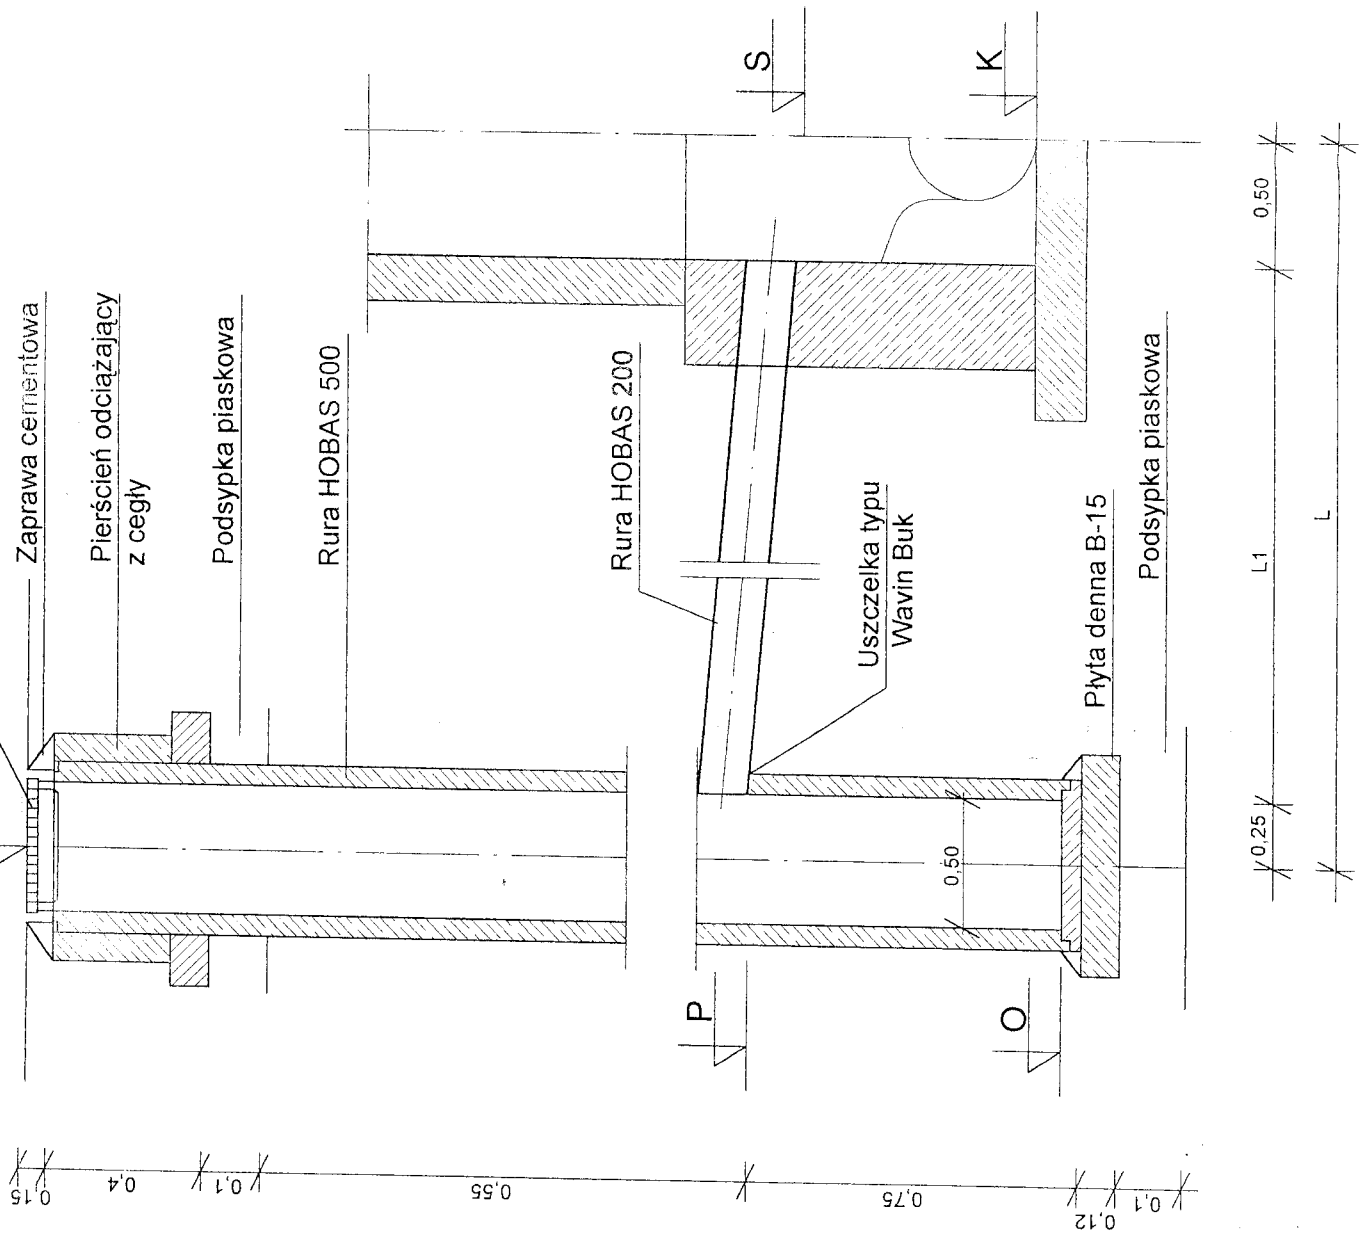 Zaprawa cementowa
Pierścień odciążający
z cegły
Podsypka piaskowa
Rura HOBAS 500
Rura HOBAS 200
Uszczelka typu
Wavin Buk
Płyta denna B-15
Podsypka piaskowa
S
K
P
O
0,50
0,50
L1
0,25
L
0,15
0,4
0,1
0,55
0,75
0,12
0,1